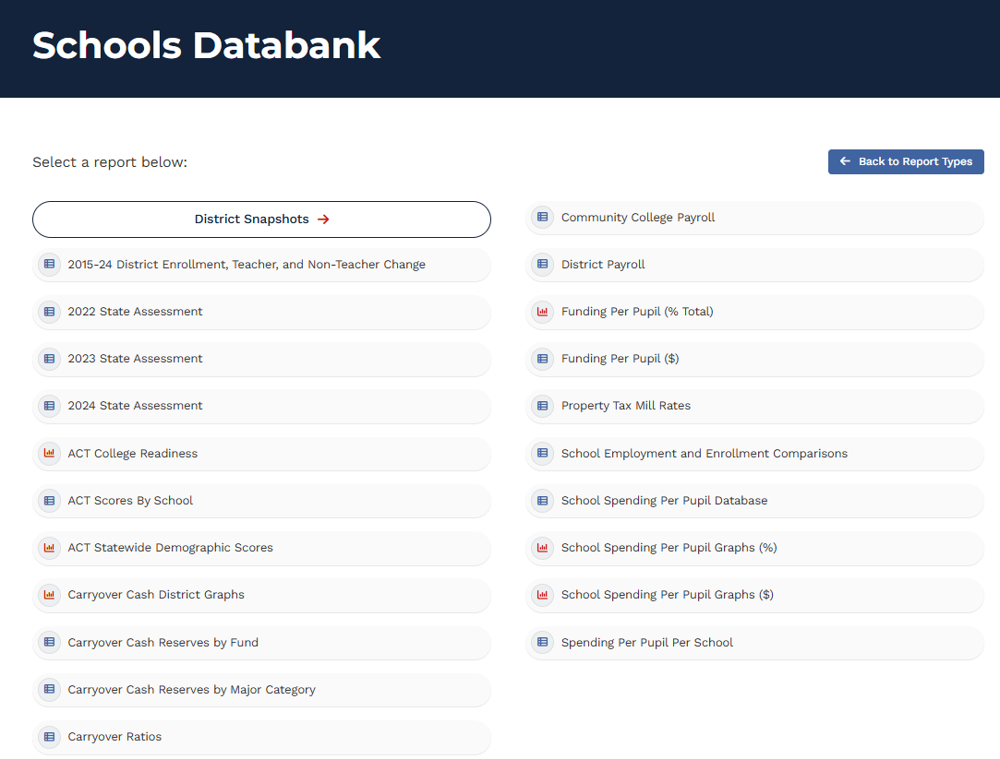 Schools Databank
Select a report below:
Back to Report Types
District Snapshots
2015-24 District Enrollment, Teacher, and Non-Teacher Change
2022 State Assessment
2023 State Assessment
2024 State Assessment
ACT College Readiness
ACT Scores By School
ACT Statewide Demographic Scores
Carryover Cash District Graphs
Carryover Cash Reserves by Fund
Carryover Cash Reserves by Major Category
Carryover Ratios
Community College Payroll
District Payroll
Funding Per Pupil (% Total)
Funding Per Pupil ($)
Property Tax Mill Rates
School Employment and Enrollment Comparisons
School Spending Per Pupil Database
School Spending Per Pupil Graphs (%)
School Spending Per Pupil Graphs ($)
Spending Per Pupil Per School